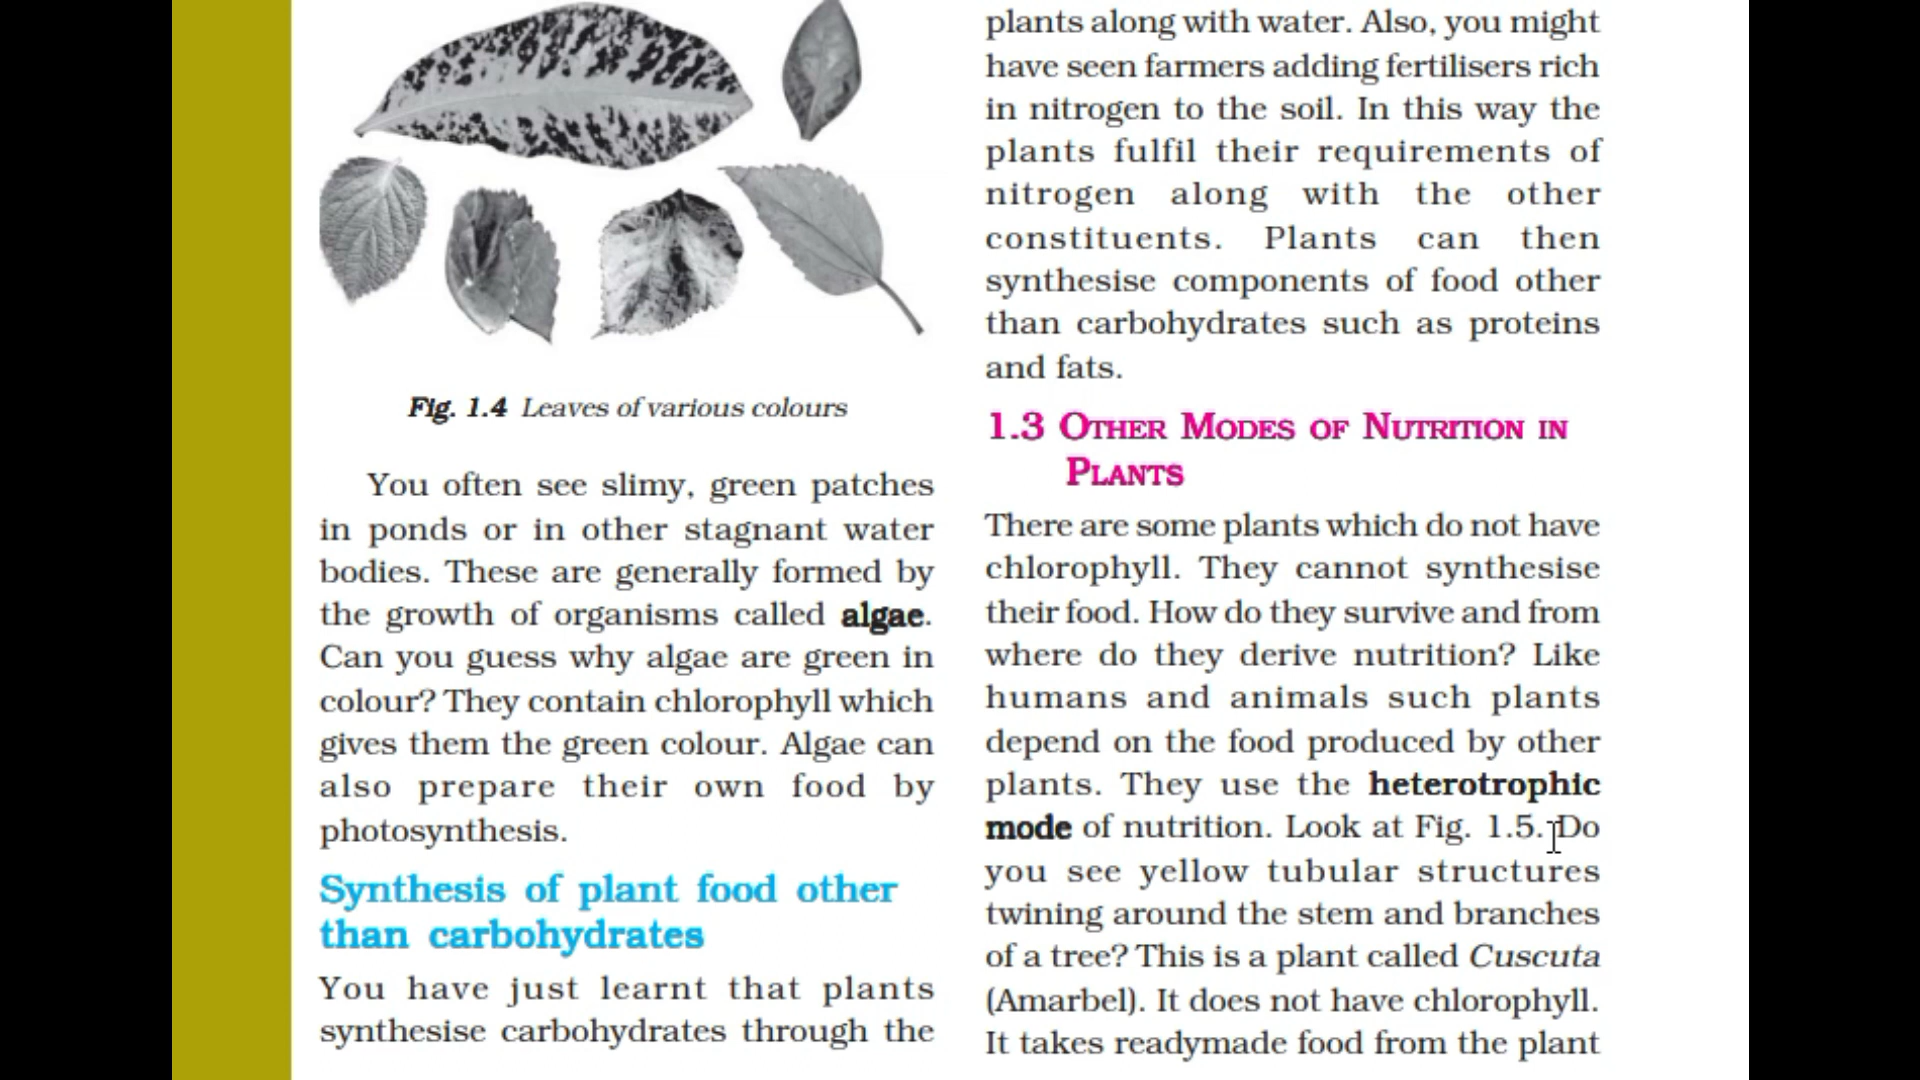 Fig. 1.4 Leaves of various colours
You often see slimy, green patches
in ponds or in other stagnant water
bodies. These are generally formed by
the growth of organisms called algae.
Can you guess why algae are green in
colour? They contain chlorophyll which
gives them the green colour. Algae can
also prepare their own food by
photosynthesis.
Synthesis of plant food other
than carbohydrates
You have just learnt that plants
synthesise carbohydrates through the
plants along with water. Also, you might
have seen farmers adding fertilisers rich
in nitrogen to the soil. In this way the
plants fulfil their requirements of
nitrogen along with the other
constituents. Plants can then
synthesise components of food other
than carbohydrates such as proteins
and fats.
1.3 OTHER MODES OF NUTRITION IN
PLANTS
There are some plants which do not have
chlorophyll. They cannot synthesise
their food. How do they survive and from
where do they derive nutrition? Like
humans and animals such plants
depend on the food produced by other
plants. They use the heterotrophic
mode of nutrition. Look at Fig. 1.5. Do
you see yellow tubular structures
twining around the stem and branches
of a tree? This is a plant called Cuscuta
(Amarbel). It does not have chlorophyll.
It takes readymade food from the plant